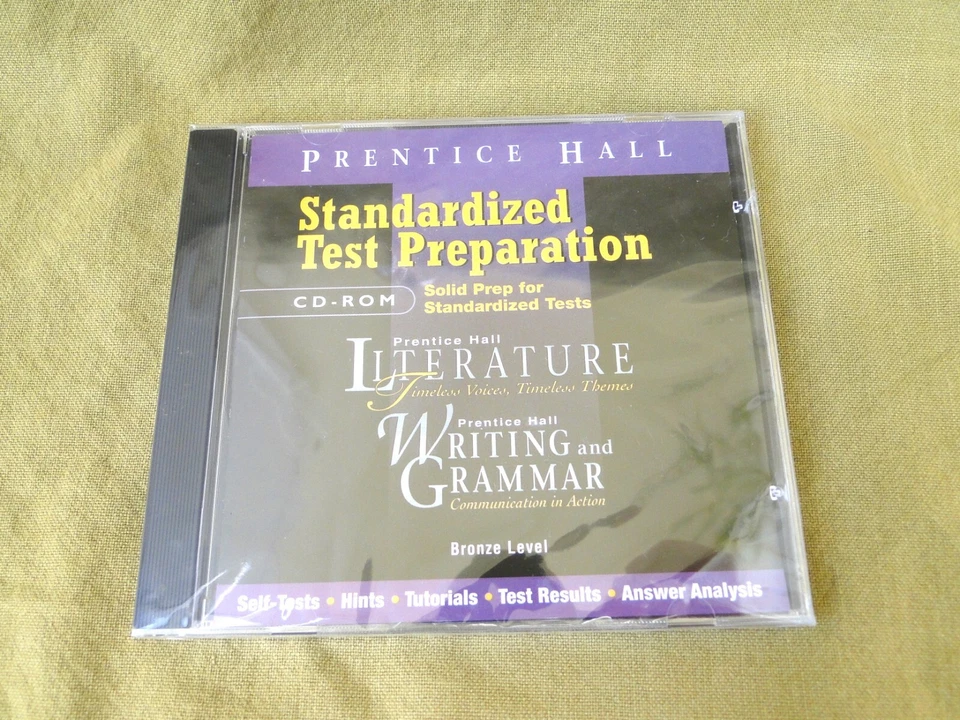 PRENTICE HALL
Standardized
Test Preparation
CD-ROM
Solid Prep for
Standardized Tests
Prentice Hall
LITERATURE
Timeless Voices, Timeless Themes
Prentice Hall
WRITING and
GRAMMAR
Communication in Action
Bronze Level
Self-Tests • Hints • Tutorials • Test Results • Answer Analysis